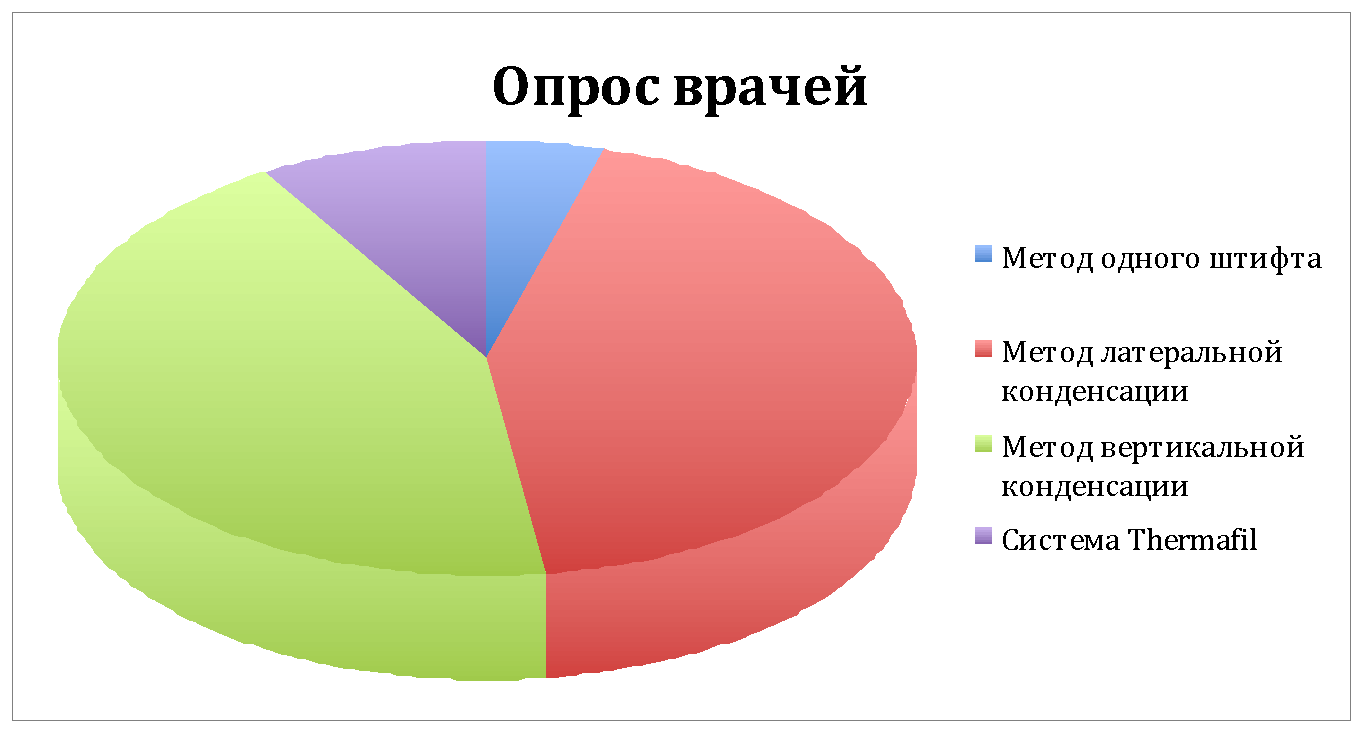 Опрос врачей
Метод одного штифта
Метод латеральной
конденсации
Метод вертикальной
конденсации
Система Thermafil